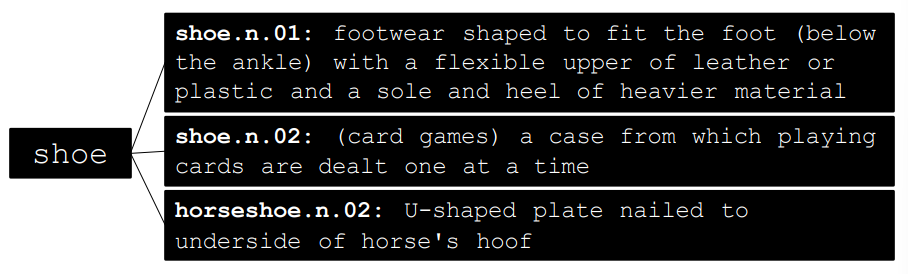 shoe
shoe.n.01: footwear shaped to fit the foot (below
the ankle) with a flexible upper of leather or
plastic and a sole and heel of heavier material
shoe.n.02: (card games) a case from which playing
cards are dealt one at a time
horseshoe.n.02: U-shaped plate nailed to
underside of horse's hoof